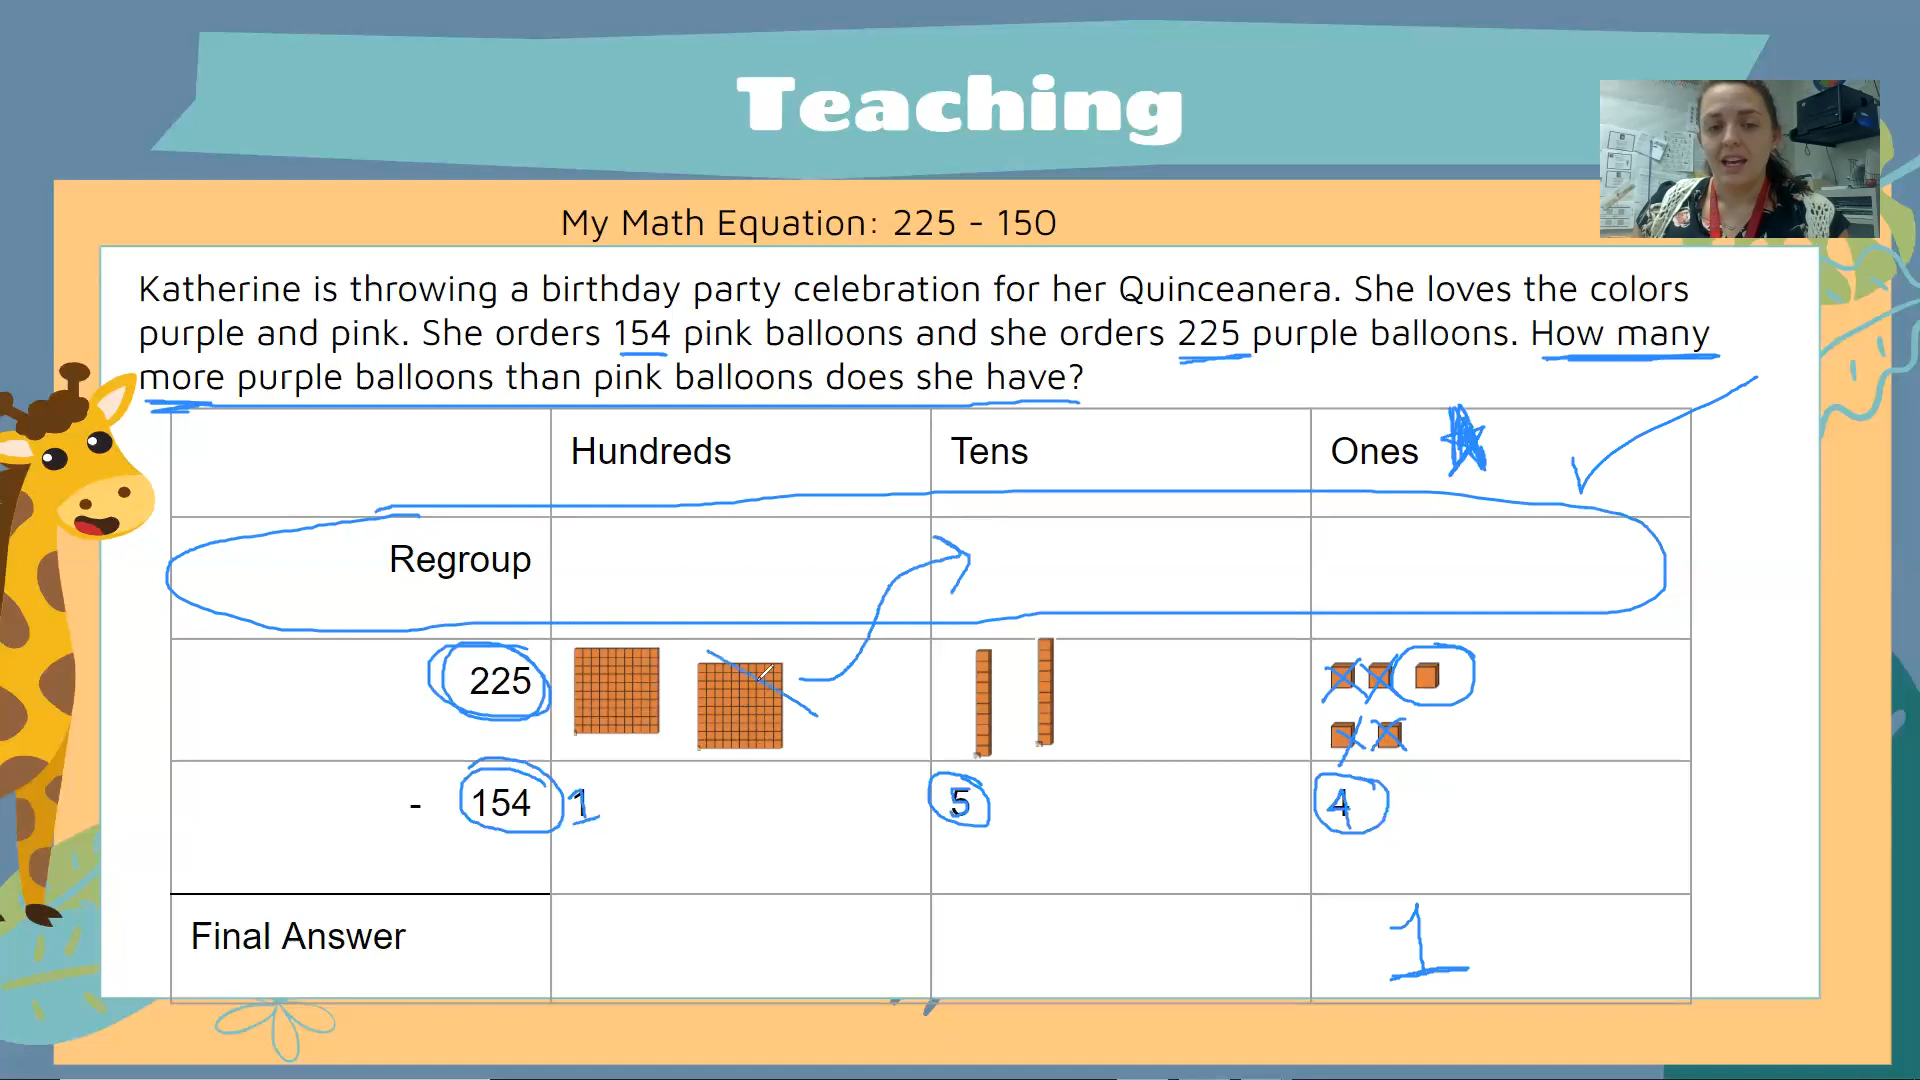 Teaching
My Math Equation: 225 - 150
Katherine is throwing a birthday party celebration for her Quinceanera. She loves the colors
purple and pink. She orders 154 pink balloons and she orders 225 purple balloons. How many
more purple balloons than pink balloons does she have?
Hundreds Tens Ones
Regroup
225
- 154 1 5 4
Final Answer 1